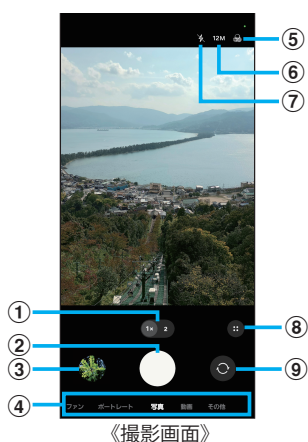 ⑤
12M
⑥
⑦
①
1×
2
②
⑧
③
⑨
④
ファン
ポートレート
写真
動画
その他
《撮影画面》